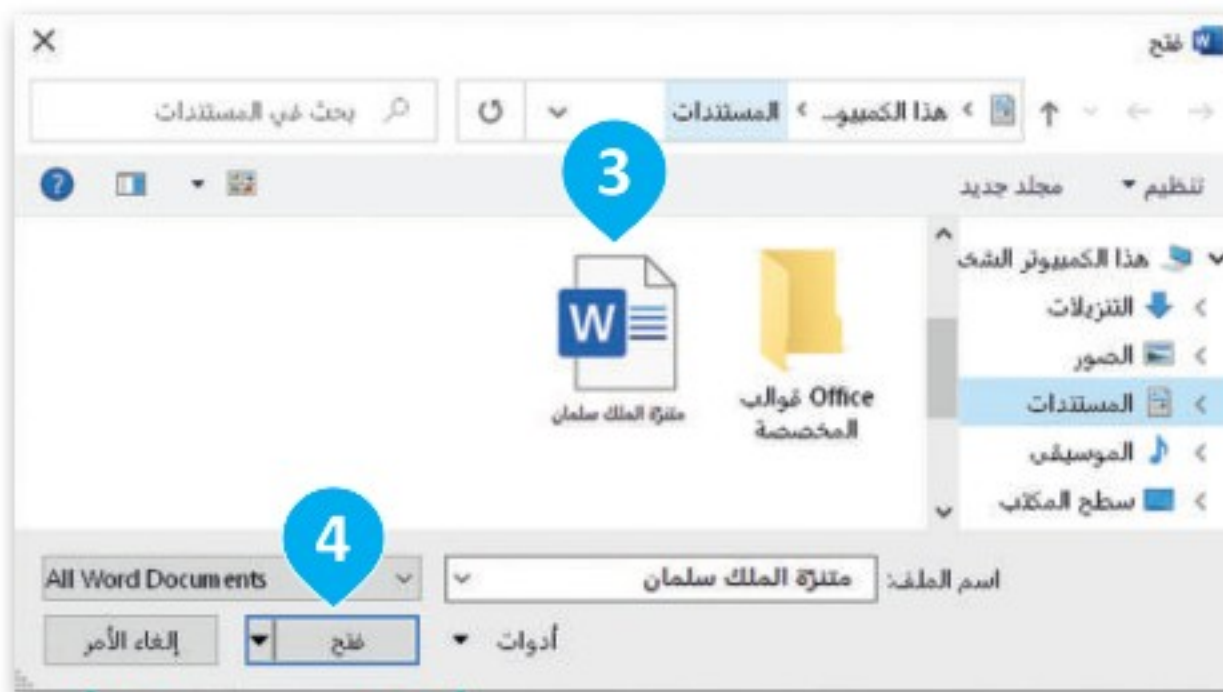 فتح
هذا الكمبيو... › المستندات
بحث في المستندات
تنظيم
مجلد جديد
3
هذا الكمبيوتر الشخ
التنزيلات
الصور
المستندات
الموسيقى
سطح المكتب
W
Office قوالب
المخصصة
متنزة الملك سلمان
اسم الملف: متنزة الملك سلمان
All Word Documents
4
أدوات
فتح
إلغاء الأمر